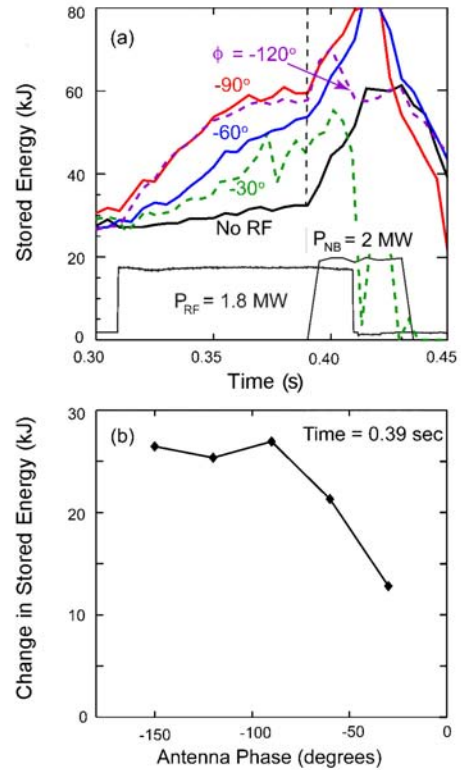 (a)
80
ϕ = -120°
-90°
60
-60°
40
-30°
No RF
P_NB = 2 MW
20
P_RF = 1.8 MW
0
Stored Energy (kJ)
0.30 0.35 0.40 0.45
Time (s)
30
(b) Time = 0.39 sec
20
10
0
Change in Stored Energy (kJ)
-150 -100 -50 0
Antenna Phase (degrees)